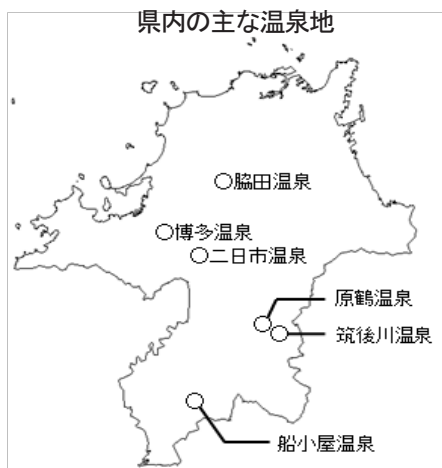 県内の主な温泉地
脇田温泉
博多温泉
二日市温泉
原鶴温泉
筑後川温泉
船小屋温泉